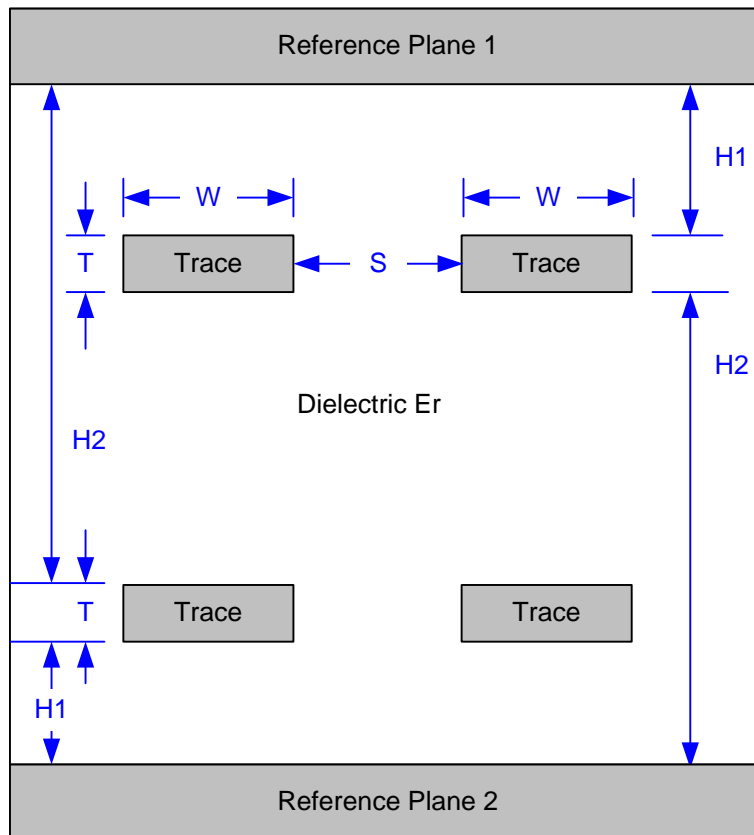 Reference Plane 1
H1
W
W
T
Trace
S
Trace
H2
Dielectric Er
H2
T
Trace
Trace
H1
Reference Plane 2